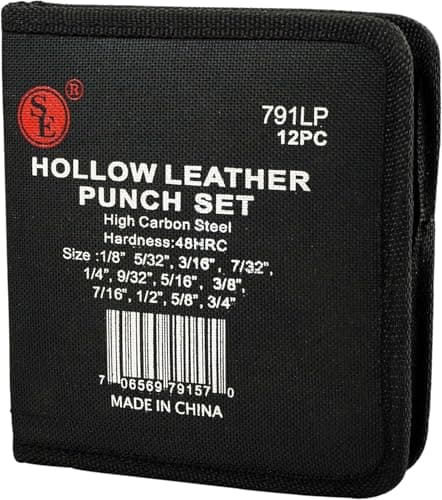 SE®
791LP
12PC
HOLLOW LEATHER
PUNCH SET
High Carbon Steel
Hardness:48HRC
Size :1/8" 5/32", 3/16", 7/32",
1/4", 9/32", 5/16", 3/8",
7/16", 1/2", 5/8", 3/4"
7 06569 79157 0
MADE IN CHINA